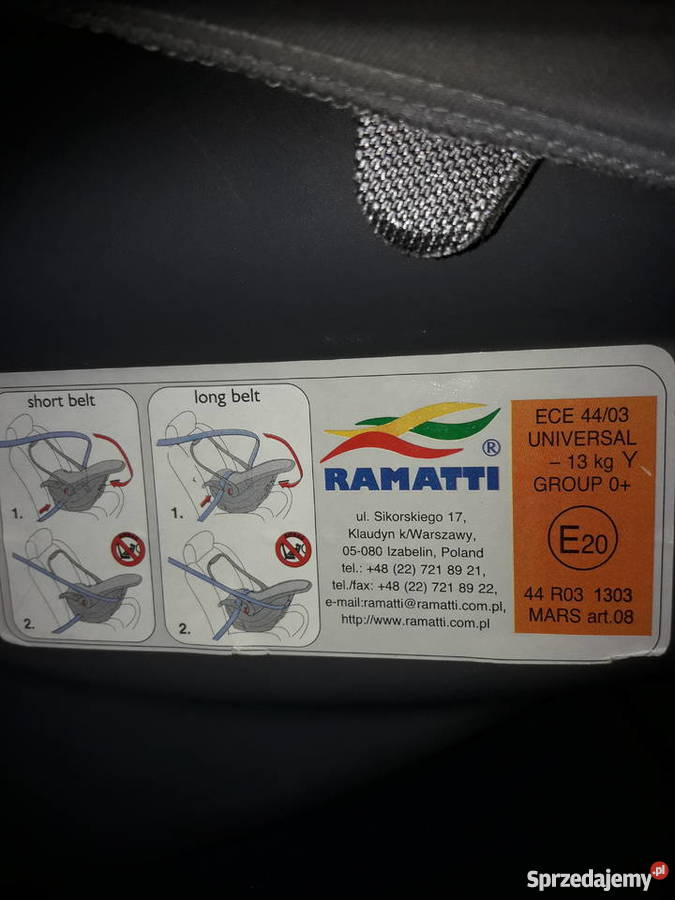 short belt
1.
2.
long belt
1.
2.
RAMATTI ®
ul. Sikorskiego 17,
Klaudyn k/Warszawy,
05-080 Izabelin, Poland
tel.: +48 (22) 721 89 21,
tel./fax: +48 (22) 721 89 22,
e-mail:ramatti@ramatti.com.pl,
http://www.ramatti.com.pl
ECE 44/03
UNIVERSAL
– 13 kg Y
GROUP 0+
E20
44 R03 1303
MARS art.08
Sprzedajemy.pl